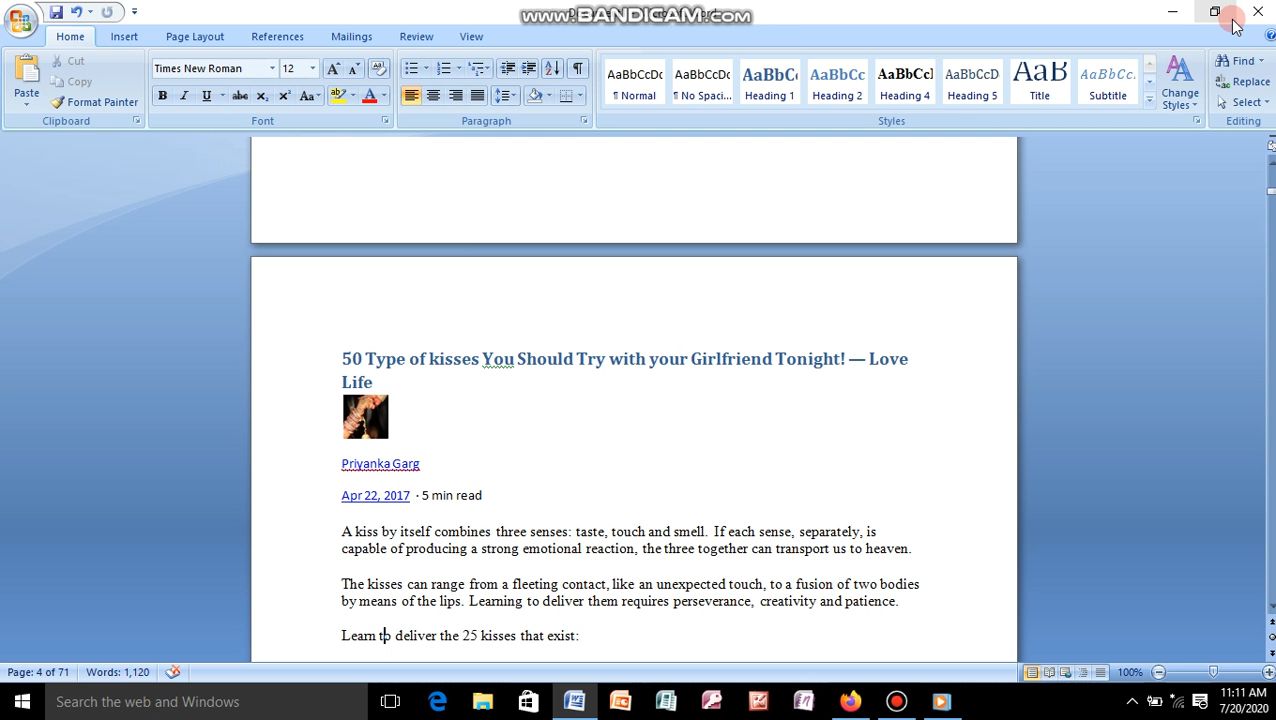 www.BANDICAM.com
Home Insert Page Layout References Mailings Review View
Cut
Copy
Format Painter
Paste
Clipboard
Times New Roman 12
Font
Paragraph
AaBbCcDc AaBbCcDc AaBbC AaBbCc AaBbCcI AaBbCcD AaB AaBbCc.
¶ Normal ¶ No Spaci... Heading 1 Heading 2 Heading 4 Heading 5 Title Subtitle
Change
Styles
Styles
Find
Replace
Select
Editing
50 Type of kisses You Should Try with your Girlfriend Tonight! — Love
Life
Priyanka Garg
Apr 22, 2017 · 5 min read
A kiss by itself combines three senses: taste, touch and smell. If each sense, separately, is
capable of producing a strong emotional reaction, the three together can transport us to heaven.
The kisses can range from a fleeting contact, like an unexpected touch, to a fusion of two bodies
by means of the lips. Learning to deliver them requires perseverance, creativity and patience.
Learn to deliver the 25 kisses that exist:
Page: 4 of 71 Words: 1,120 100%
Search the web and Windows
11:11 AM
7/20/2020